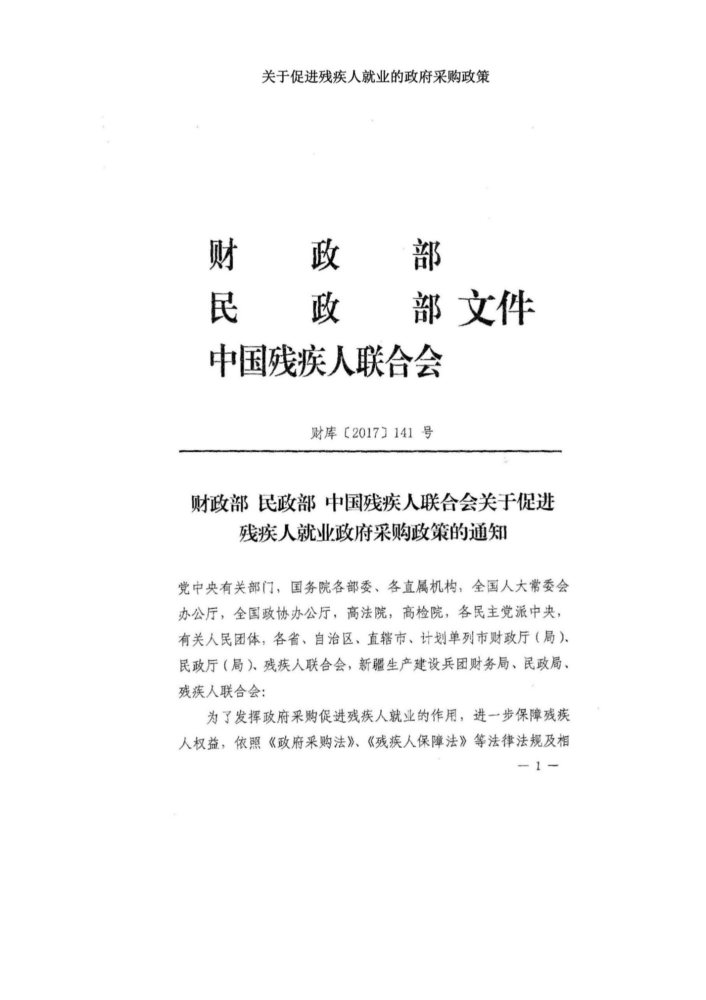 关于促进残疾人就业的政府采购政策
财 政 部
民 政 部 文件
中国残疾人联合会
财库〔2017〕141 号
财政部 民政部 中国残疾人联合会关于促进
残疾人就业政府采购政策的通知
党中央有关部门，国务院各部委、各直属机构，全国人大常委会
办公厅，全国政协办公厅，高法院，高检院，各民主党派中央，
有关人民团体，各省、自治区、直辖市、计划单列市财政厅（局）、
民政厅（局）、残疾人联合会，新疆生产建设兵团财务局、民政局、
残疾人联合会：
为了发挥政府采购促进残疾人就业的作用，进一步保障残疾
人权益，依照《政府采购法》、《残疾人保障法》等法律法规及相
— 1 —